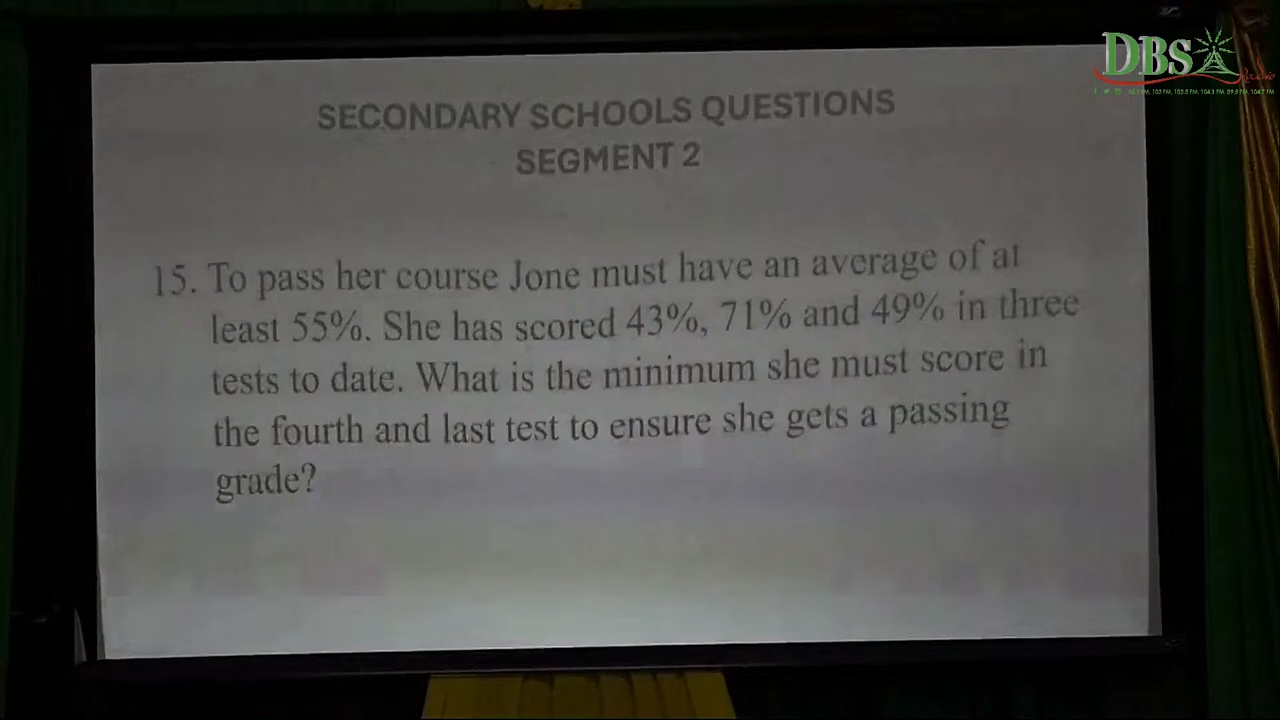 DBS
Radio
SECONDARY SCHOOLS QUESTIONS
SEGMENT 2
15. To pass her course Jone must have an average of at
least 55%. She has scored 43%, 71% and 49% in three
tests to date. What is the minimum she must score in
the fourth and last test to ensure she gets a passing
grade?